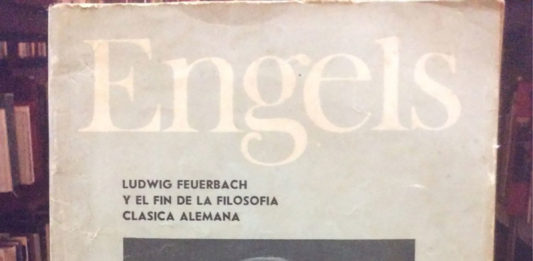 Engels
LUDWIG FEUERBACH
Y EL FIN DE LA FILOSOFIA
CLASICA ALEMANA